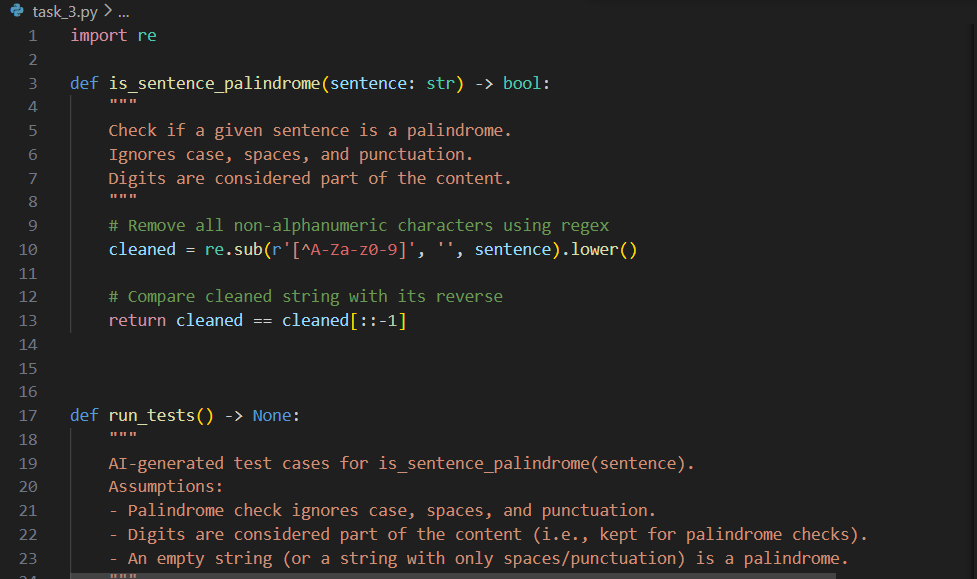 task_3.py > ...
1 import re
2
3 def is_sentence_palindrome(sentence: str) -> bool:
4     """
5     Check if a given sentence is a palindrome.
6     Ignores case, spaces, and punctuation.
7     Digits are considered part of the content.
8     """
9     # Remove all non-alphanumeric characters using regex
10     cleaned = re.sub(r'[^A-Za-z0-9]', '', sentence).lower()
11
12     # Compare cleaned string with its reverse
13     return cleaned == cleaned[::-1]
14
15
16
17 def run_tests() -> None:
18     """
19     AI-generated test cases for is_sentence_palindrome(sentence).
20     Assumptions:
21     - Palindrome check ignores case, spaces, and punctuation.
22     - Digits are considered part of the content (i.e., kept for palindrome checks).
23     - An empty string (or a string with only spaces/punctuation) is a palindrome.
24     """